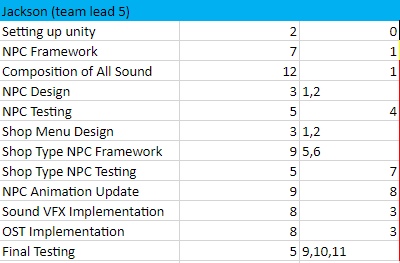 Jackson (team lead 5)
Setting up unity 2 0
NPC Framework 7 1
Composition of All Sound 12 1
NPC Design 3 1,2
NPC Testing 5 4
Shop Menu Design 3 1,2
Shop Type NPC Framework 9 5,6
Shop Type NPC Testing 5 7
NPC Animation Update 9 8
Sound VFX Implementation 8 3
OST Implementation 8 3
Final Testing 5 9,10,11